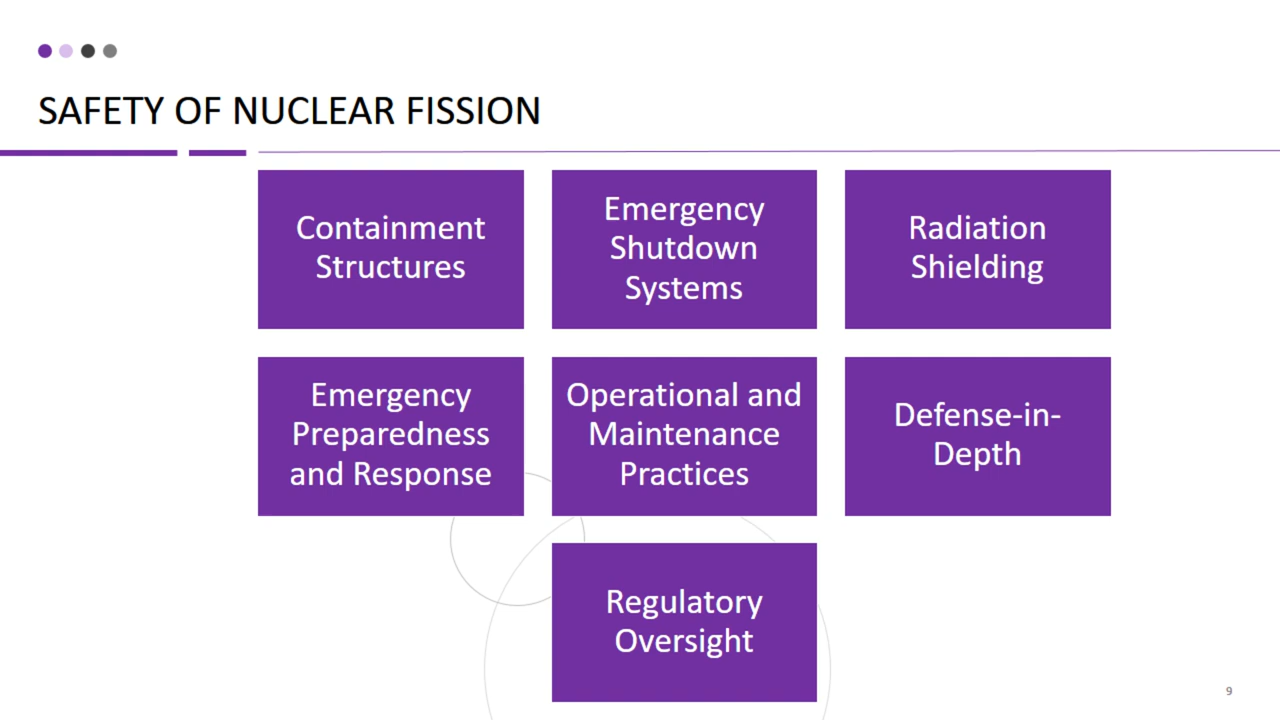 SAFETY OF NUCLEAR FISSION
Containment
Structures
Emergency
Shutdown
Systems
Radiation
Shielding
Emergency
Preparedness
and Response
Operational and
Maintenance
Practices
Defense-in-
Depth
Regulatory
Oversight
9